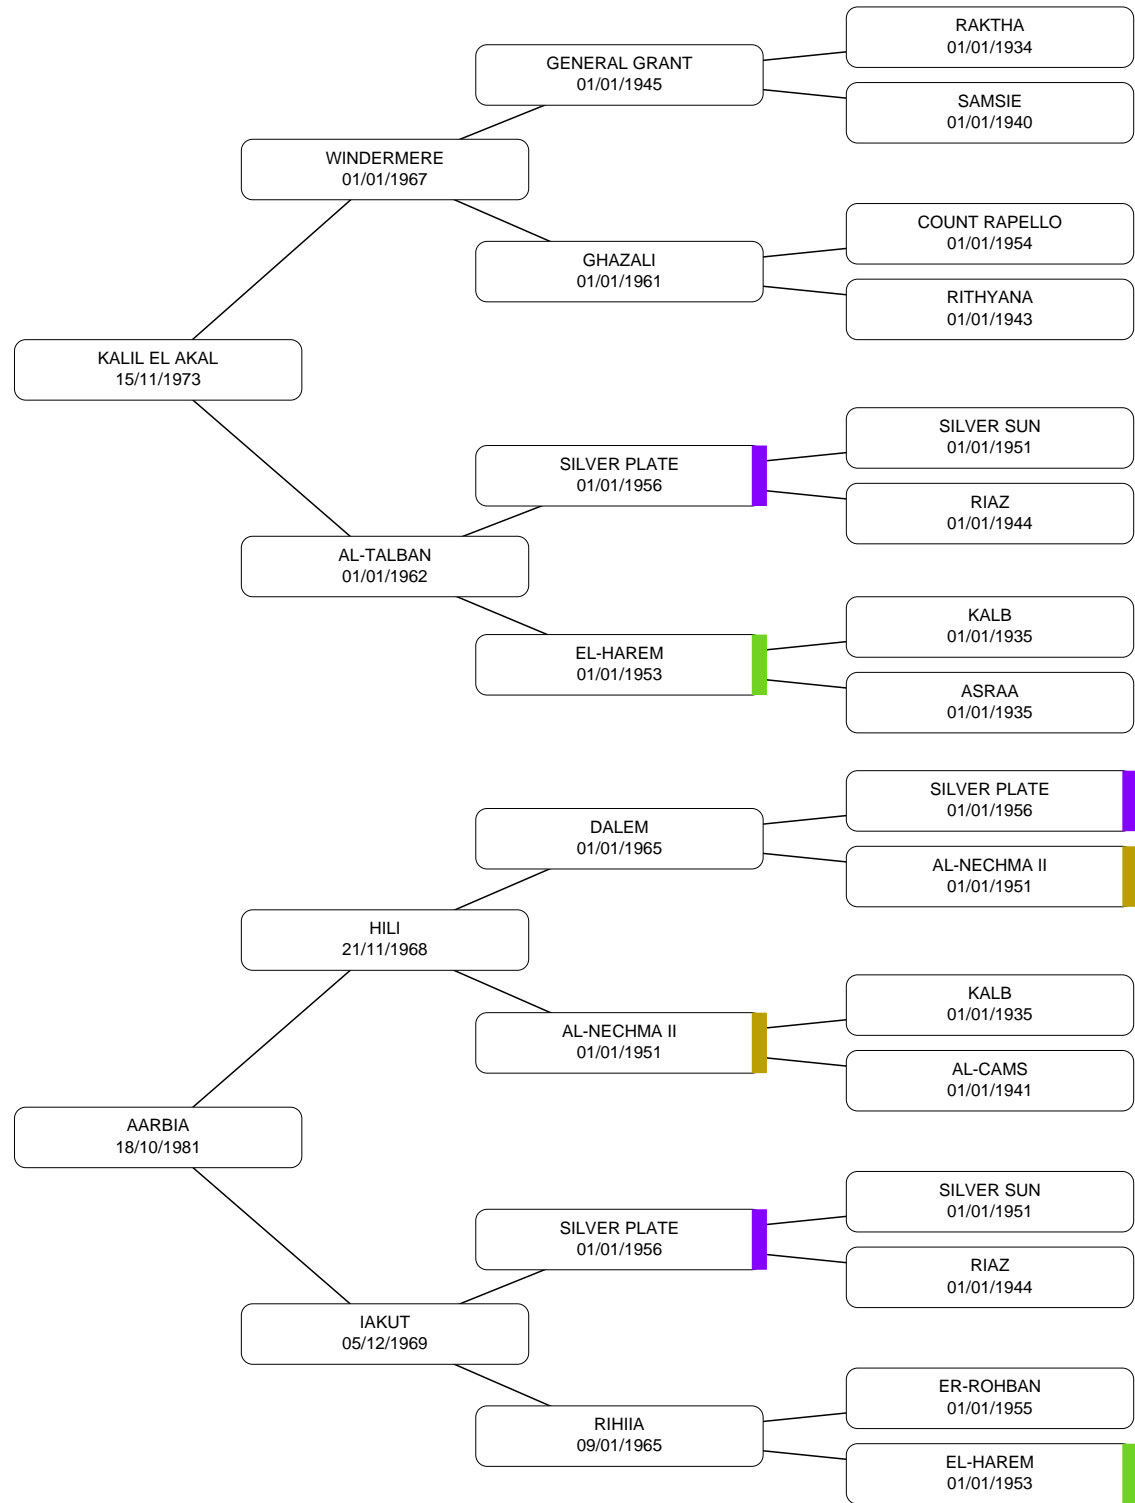 RAKTHA
01/01/1934
GENERAL GRANT
01/01/1945
SAMSIE
01/01/1940
WINDERMERE
01/01/1967
COUNT RAPELLO
01/01/1954
GHAZALI
01/01/1961
RITHYANA
01/01/1943
KALIL EL AKAL
15/11/1973
SILVER SUN
01/01/1951
SILVER PLATE
01/01/1956
RIAZ
01/01/1944
AL-TALBAN
01/01/1962
KALB
01/01/1935
EL-HAREM
01/01/1953
ASRAA
01/01/1935
SILVER PLATE
01/01/1956
DALEM
01/01/1965
AL-NECHMA II
01/01/1951
HILI
21/11/1968
KALB
01/01/1935
AL-NECHMA II
01/01/1951
AL-CAMS
01/01/1941
AARBIA
18/10/1981
SILVER SUN
01/01/1951
SILVER PLATE
01/01/1956
RIAZ
01/01/1944
IAKUT
05/12/1969
ER-ROHBAN
01/01/1955
RIHIIA
09/01/1965
EL-HAREM
01/01/1953